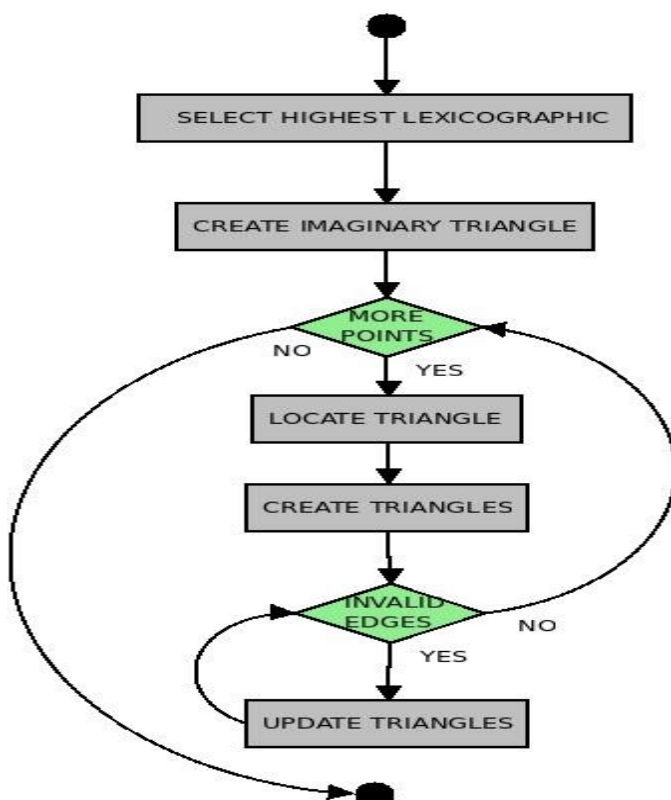 SELECT HIGHEST LEXICOGRAPHIC
CREATE IMAGINARY TRIANGLE
MORE
POINTS
NO
YES
LOCATE TRIANGLE
CREATE TRIANGLES
INVALID
EDGES
NO
YES
UPDATE TRIANGLES